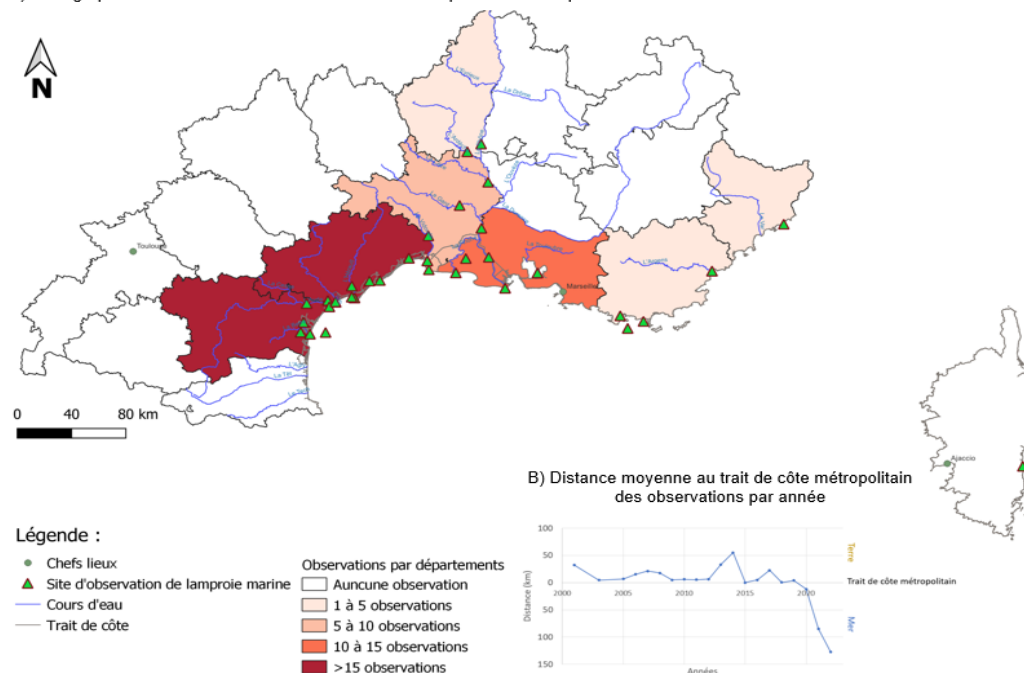 N
Toulouse
Marseille
La Drôme
0 40 80 km
Ajaccio
B) Distance moyenne au trait de côte métropolitain
des observations par année
Légende :
Chefs lieux
Site d'observation de lamproie marine
Cours d'eau
Trait de côte
Observations par départements
Auncune observation
1 à 5 observations
5 à 10 observations
10 à 15 observations
>15 observations
Distance (km)
100
50
0
50
100
150
2000 2005 2010 2015 2020
Années
Terre
Trait de côte métropolitain
Mer